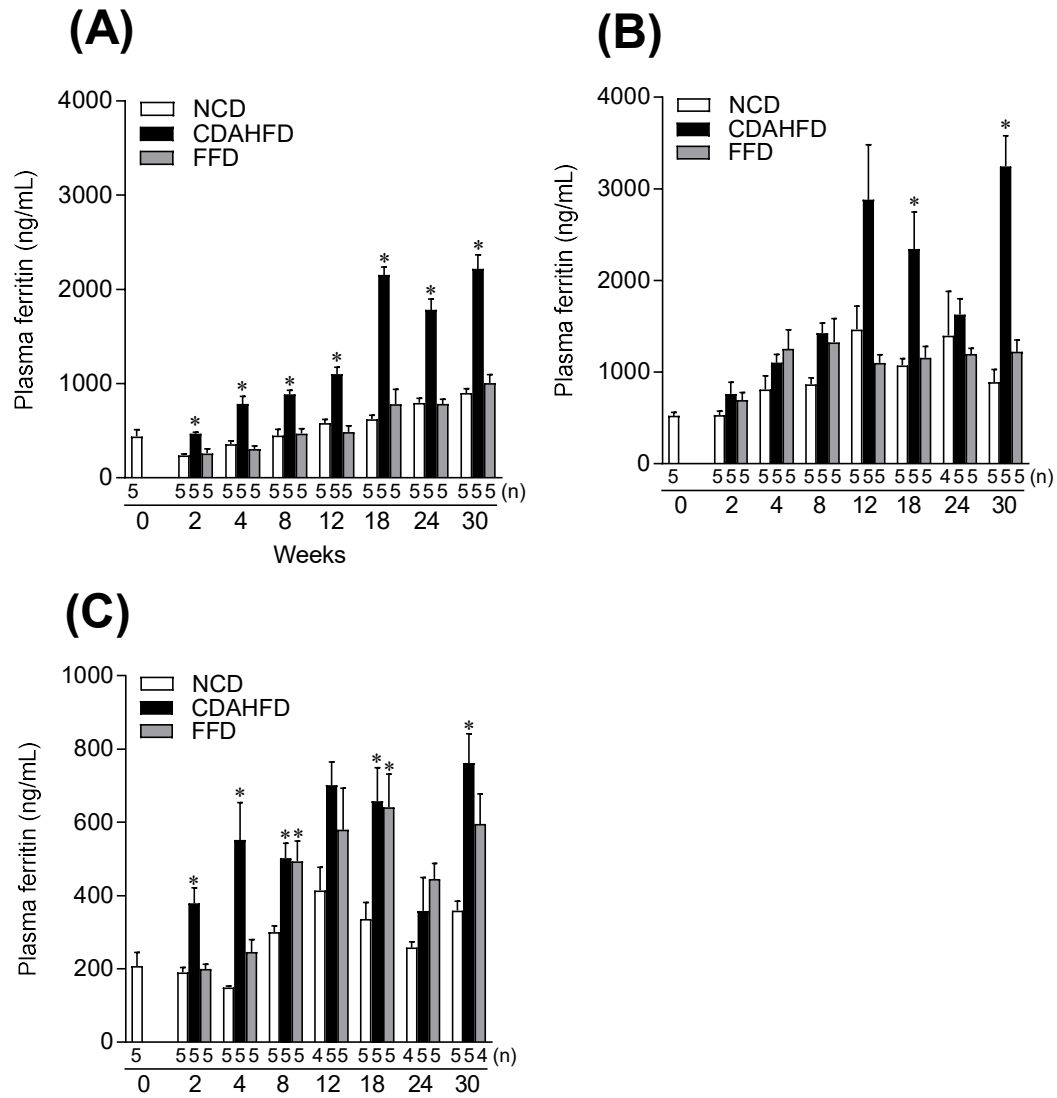 (A)
Plasma ferritin (ng/mL)
4000
3000
2000
1000
0
NCD
CDAHFD
FFD
*
*
*
*
*
*
*
5 555 555 555 555 555 555 555 (n)
0 2 4 8 12 18 24 30
Weeks
(B)
Plasma ferritin (ng/mL)
4000
3000
2000
1000
0
NCD
CDAHFD
FFD
*
*
5 555 555 555 555 555 455 555 (n)
0 2 4 8 12 18 24 30
(C)
Plasma ferritin (ng/mL)
1000
800
600
400
200
0
NCD
CDAHFD
FFD
*
*
**
**
*
5 555 555 555 455 555 455 554 (n)
0 2 4 8 12 18 24 30